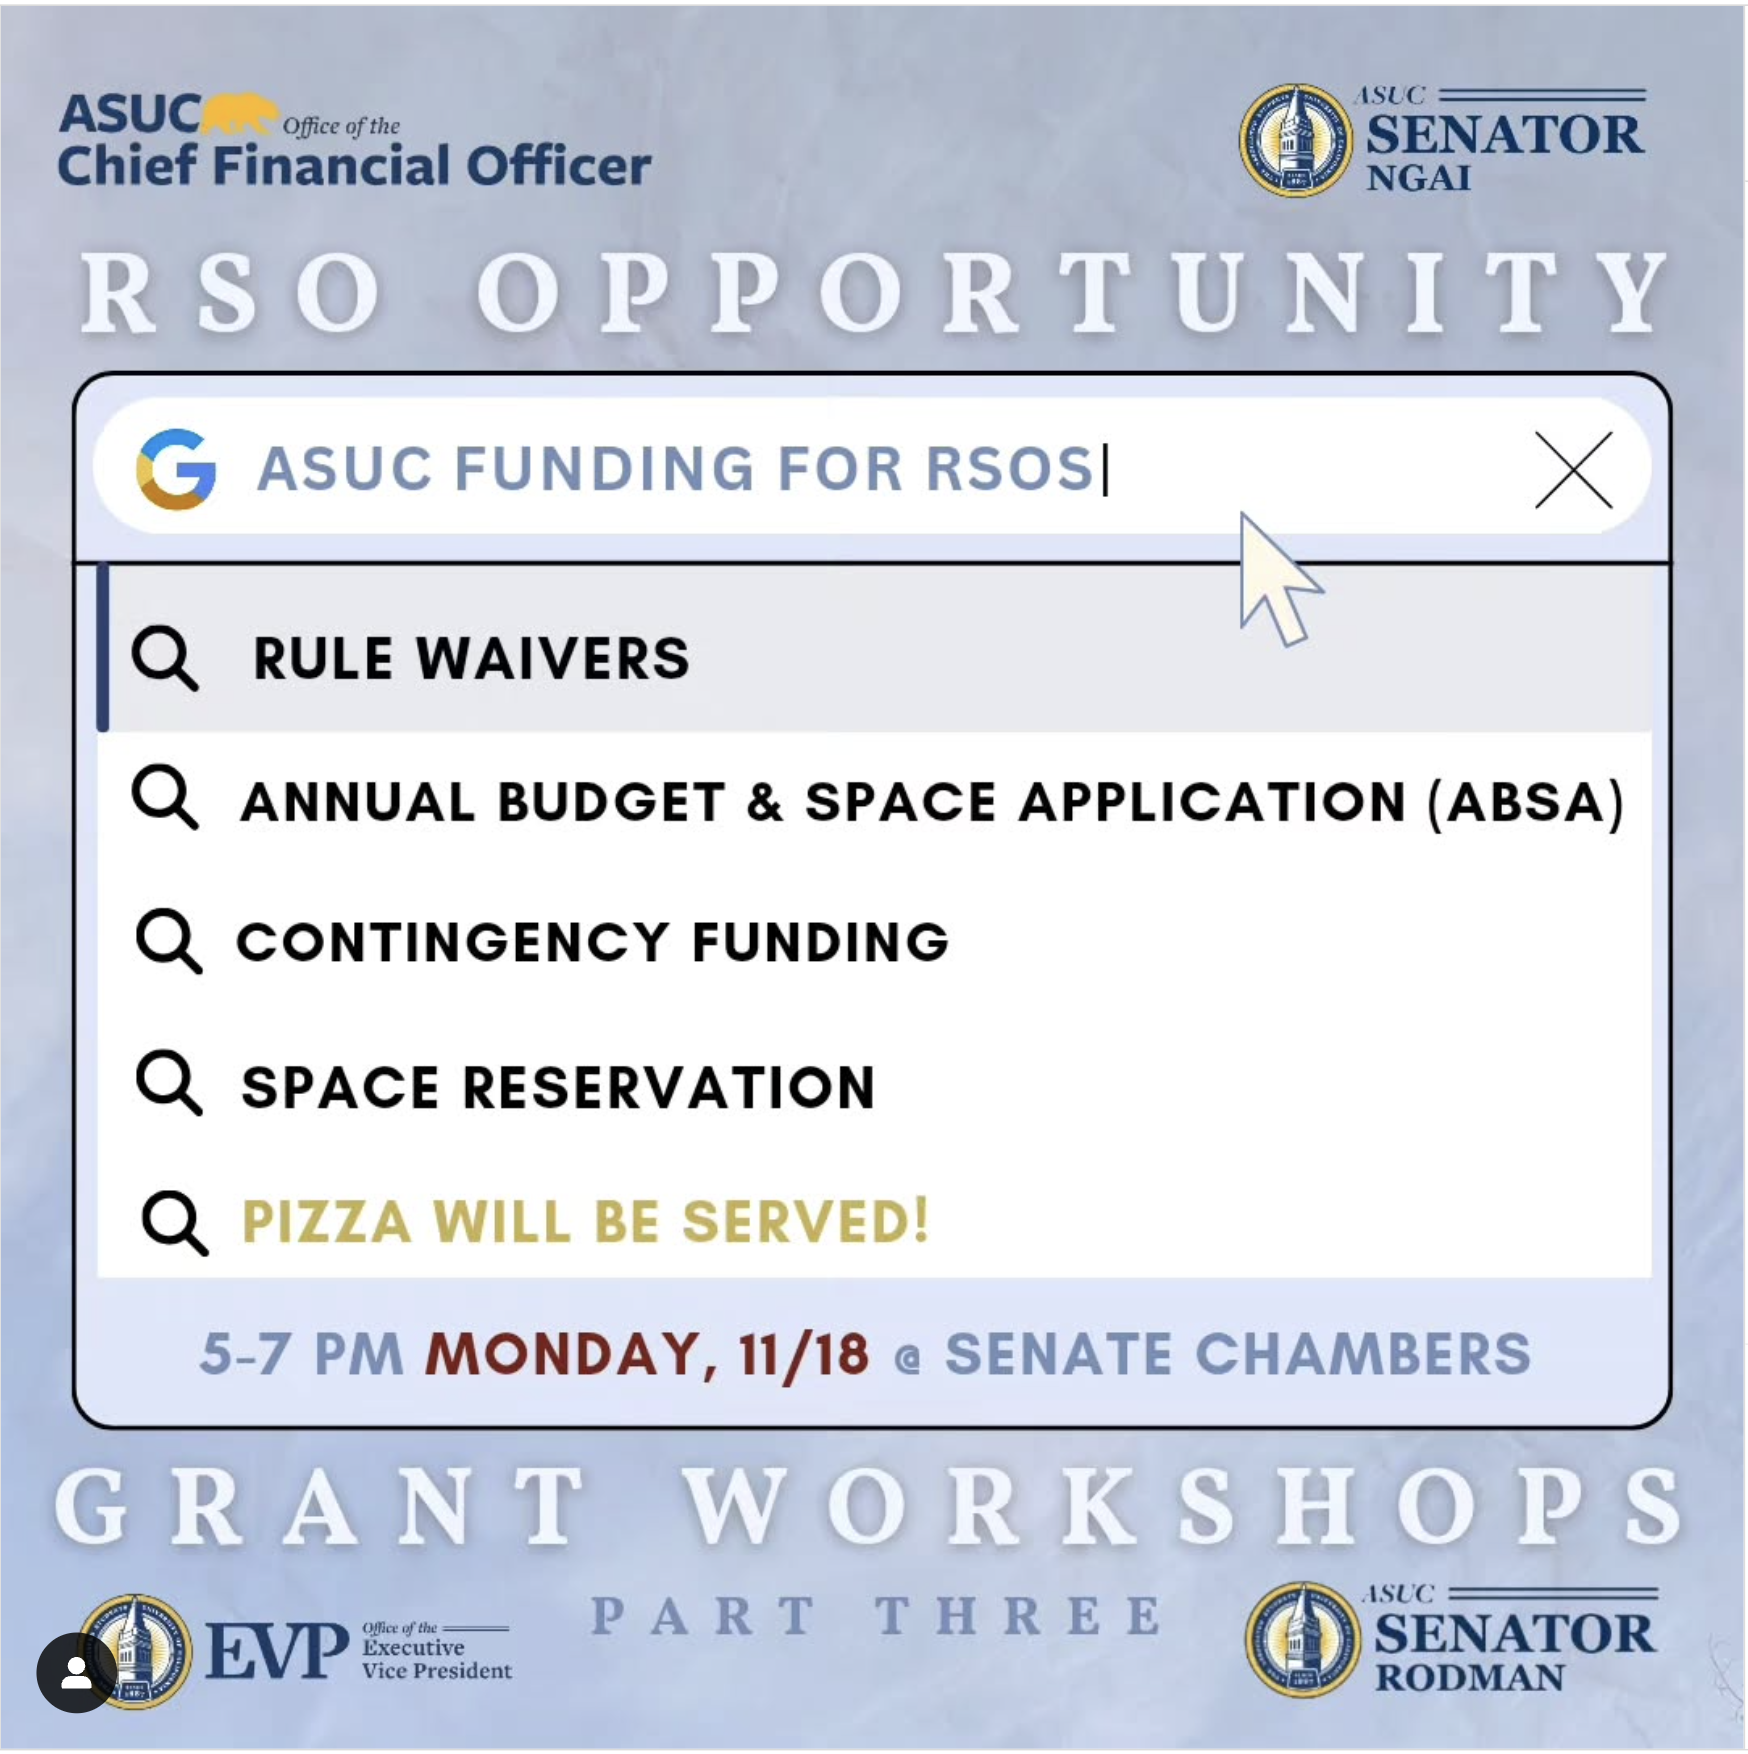 ASUC Office of the
Chief Financial Officer
ASUC
SENATOR
NGAI
RSO OPPORTUNITY
G ASUC FUNDING FOR RSOS
RULE WAIVERS
ANNUAL BUDGET & SPACE APPLICATION (ABSA)
CONTINGENCY FUNDING
SPACE RESERVATION
PIZZA WILL BE SERVED!
5-7 PM MONDAY, 11/18 @ SENATE CHAMBERS
GRANT WORKSHOPS
PART THREE
EVP Office of the
Executive
Vice President
ASUC
SENATOR
RODMAN